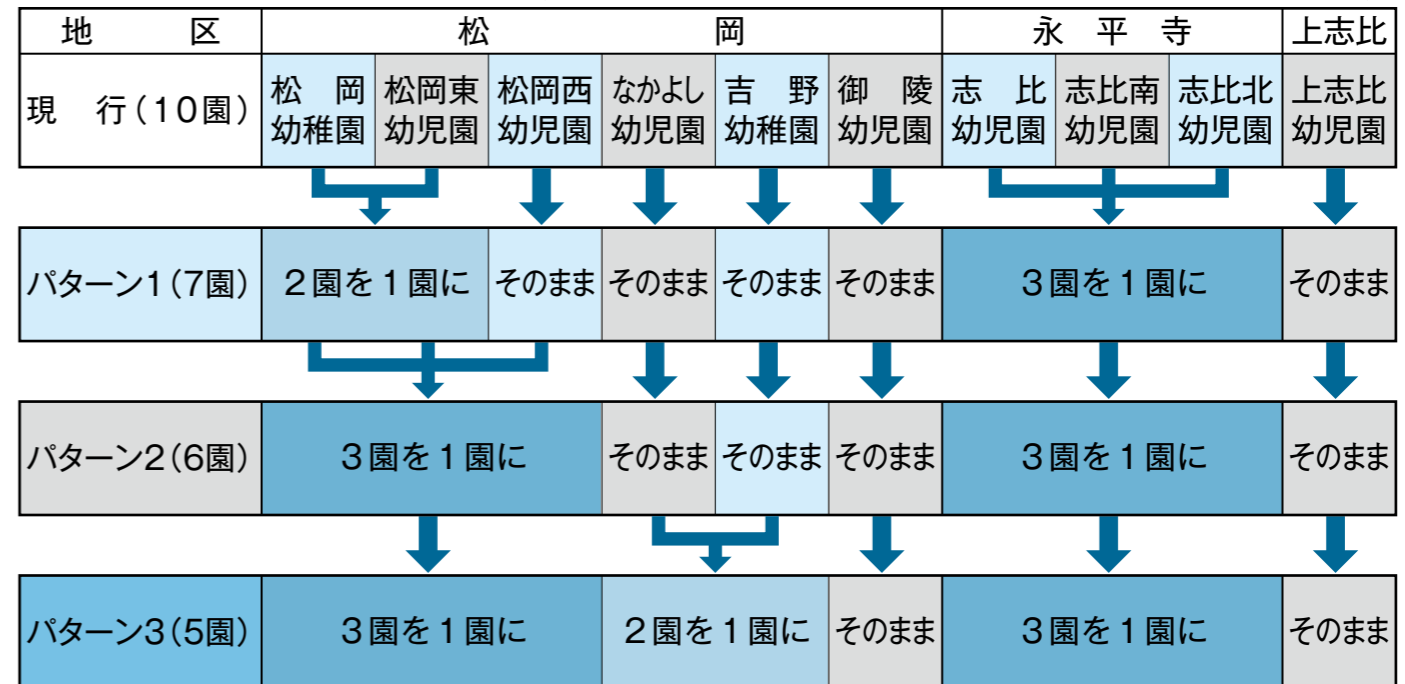 地 区 松 岡 永 平 寺 上志比
現 行(10園) 松 岡 幼稚園 松岡東 幼児園 松岡西 幼児園 なかよし 幼児園 吉 野 幼稚園 御 陵 幼児園 志 比 幼児園 志比南 幼児園 志比北 幼児園 上志比 幼児園
パターン1(7園) 2園を1園に そのまま そのまま そのまま そのまま 3園を1園に そのまま
パターン2(6園) 3園を1園に そのまま そのまま そのまま 3園を1園に そのまま
パターン3(5園) 3園を1園に 2園を1園に そのまま 3園を1園に そのまま